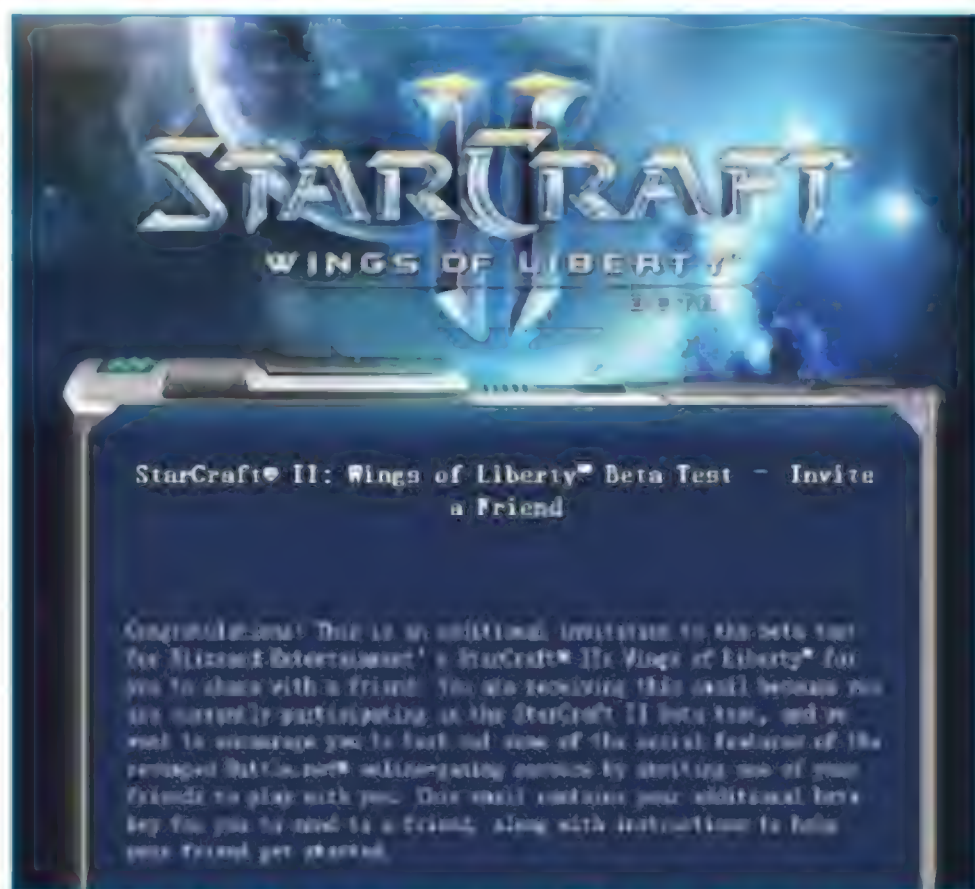 STARCRAFT
II
WINGS OF LIBERTY
BETA
StarCraft® II: Wings of Liberty™ Beta Test - Invite
a Friend
Congratulations! This is an additional invitation to the beta test
for Blizzard Entertainment's StarCraft® II: Wings of Liberty™ for
you to share with a friend. You are receiving this email because you
are currently participating in the StarCraft II beta test, and we
want to encourage you to test out some of the social features of the
revamped Battle.net® online-gaming service by inviting one of your
friends to play with you. This email contains your additional beta
key for you to send to a friend, along with instructions to help
your friend get started.